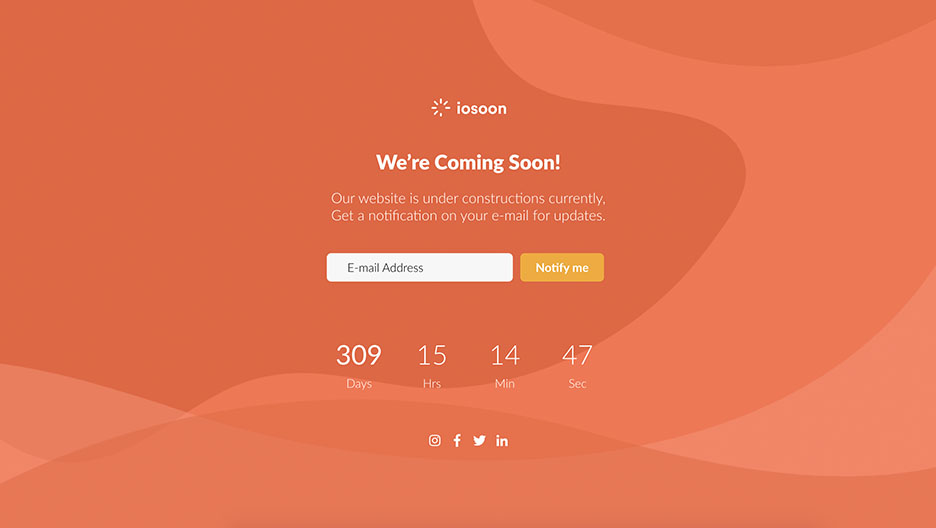 iosoon
We're Coming Soon!
Our website is under constructions currently,
Get a notification on your e-mail for updates.
E-mail Address
Notify me
309 15 14 47
Days Hrs Min Sec